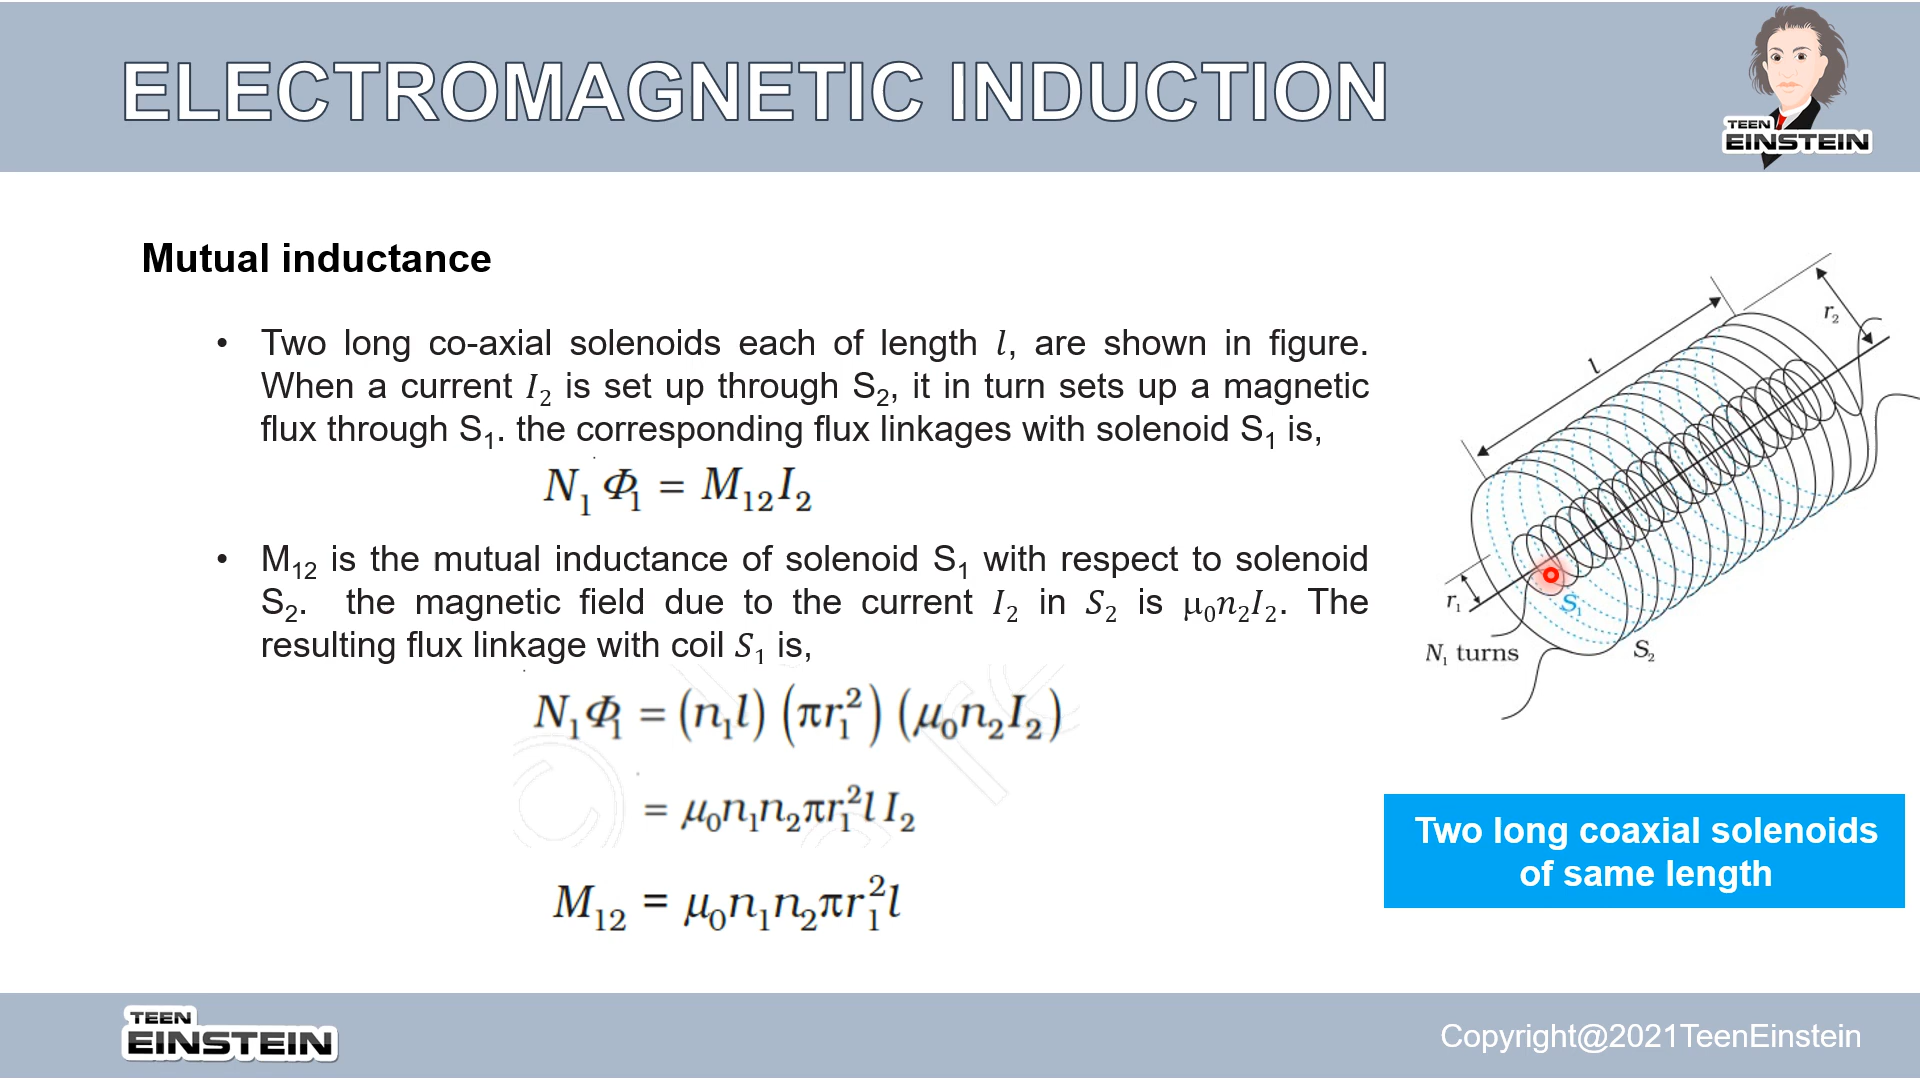 ELECTROMAGNETIC INDUCTION
TEEN
EINSTEIN
Mutual inductance
• Two long co-axial solenoids each of length l, are shown in figure.
When a current I₂ is set up through S₂, it in turn sets up a magnetic
flux through S₁. the corresponding flux linkages with solenoid S₁ is,
N₁ Φ₁ = M₁₂I₂
• M₁₂ is the mutual inductance of solenoid S₁ with respect to solenoid
S₂. the magnetic field due to the current I₂ in S₂ is μ₀n₂I₂. The
resulting flux linkage with coil S₁ is,
N₁Φ₁ = (n₁l) (πr₁²) (μ₀n₂I₂)
= μ₀n₁n₂πr₁²l I₂
M₁₂ = μ₀n₁n₂πr₁²l
l
r₂
r₁
S₁
N₁ turns
S₂
Two long coaxial solenoids
of same length
TEEN
EINSTEIN
Copyright@2021TeenEinstein